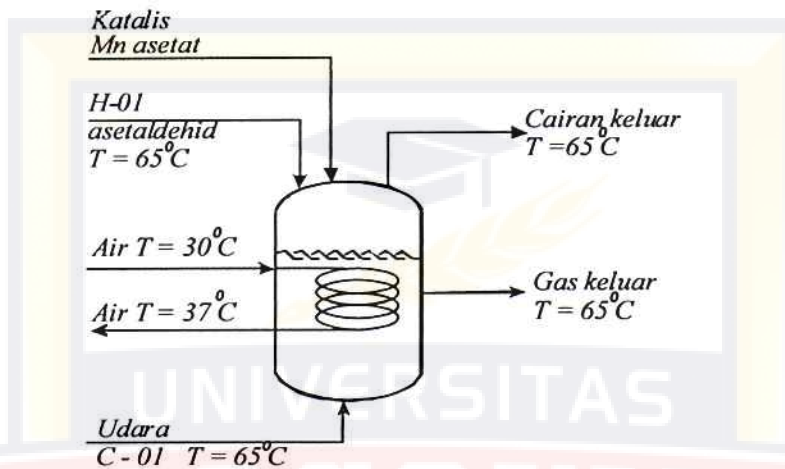 Katalis
Mn asetat
H-01
asetaldehid
T = 65°C
Cairan keluar
T =65°C
Air T = 30°C
Gas keluar
T = 65°C
Air T = 37°C
UNIVERSITAS
Udara
C - 01 T = 65°C